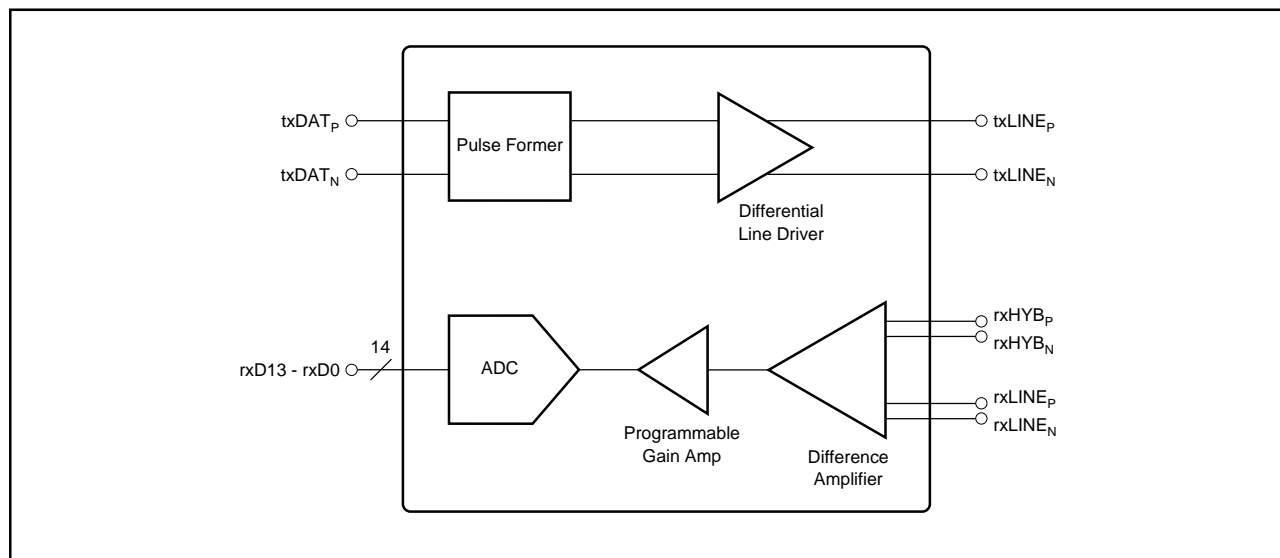 txDATP
Pulse Former
txLINEP
txDATN
txLINEN
Differential
Line Driver
rxHYBP
14
rxHYBN
rxD13 - rxD0
ADC
rxLINEP
rxLINEN
Programmable
Gain Amp
Difference
Amplifier